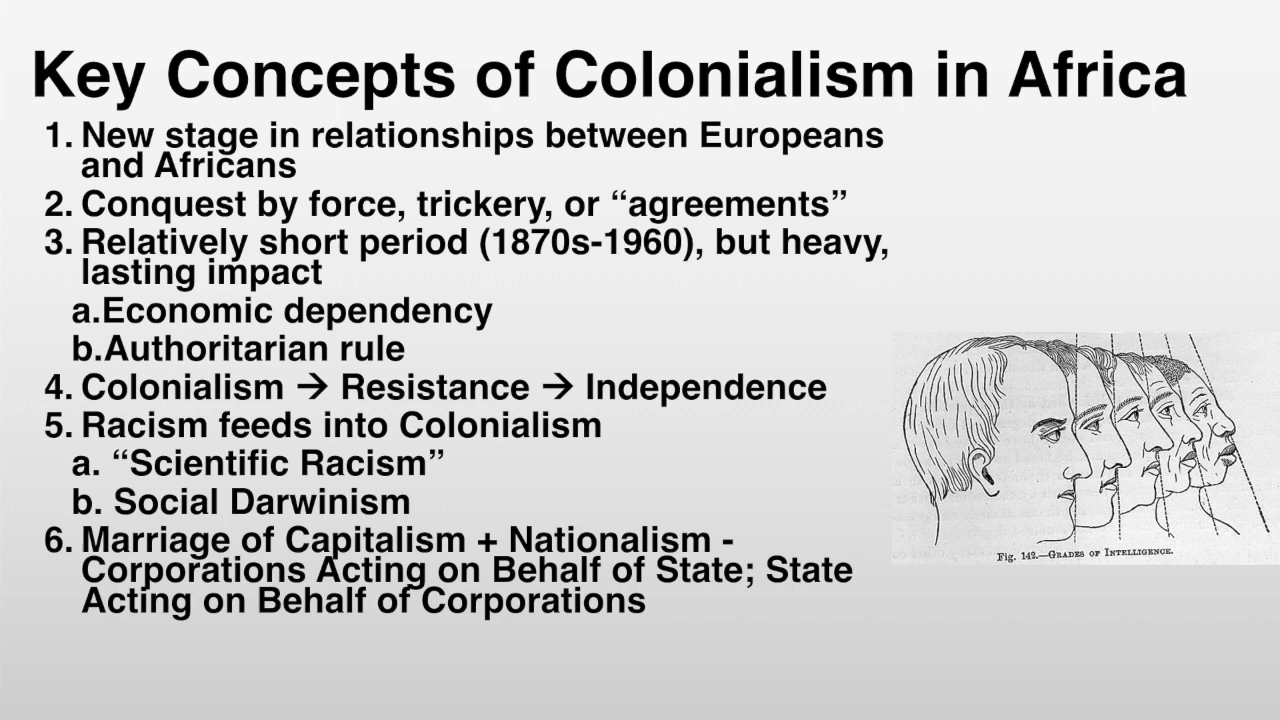 Key Concepts of Colonialism in Africa
1. New stage in relationships between Europeans
and Africans
2. Conquest by force, trickery, or “agreements”
3. Relatively short period (1870s-1960), but heavy,
lasting impact
a.Economic dependency
b.Authoritarian rule
4. Colonialism → Resistance → Independence
5. Racism feeds into Colonialism
a. “Scientific Racism”
b. Social Darwinism
6. Marriage of Capitalism + Nationalism -
Corporations Acting on Behalf of State; State
Acting on Behalf of Corporations
Fig. 142.—Grades of Intelligence.